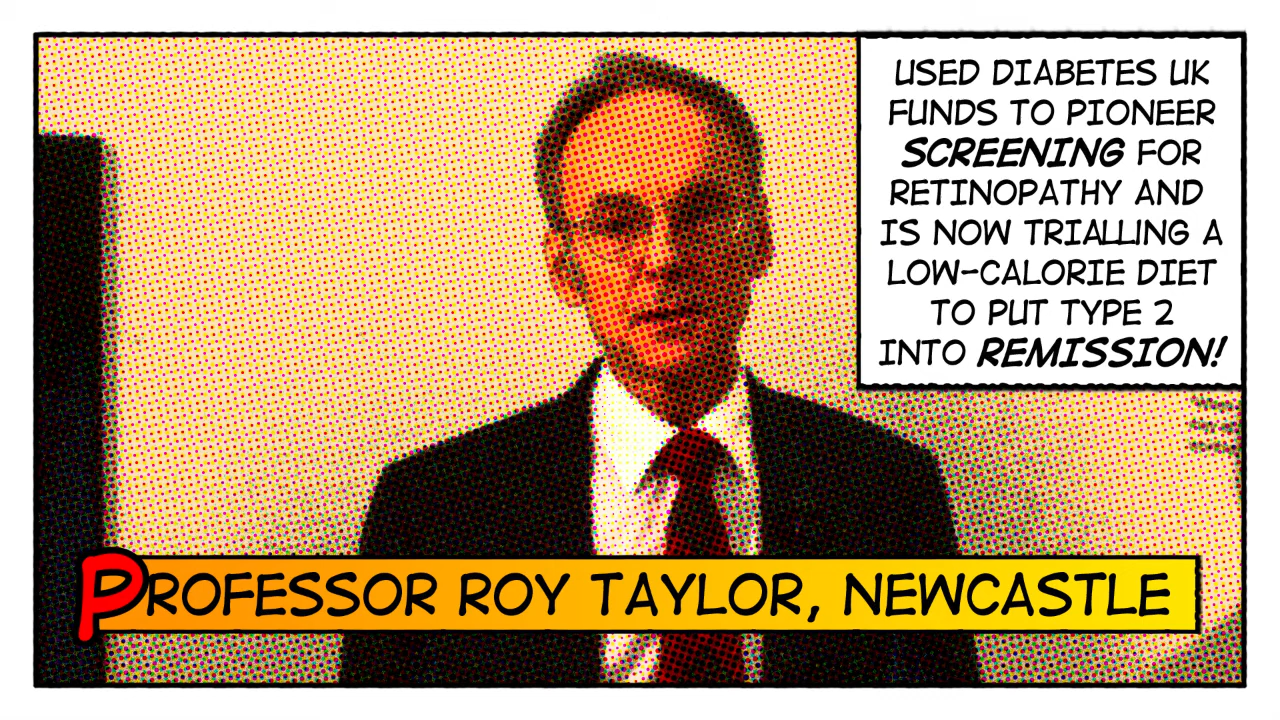 USED DIABETES UK
FUNDS TO PIONEER
SCREENING FOR
RETINOPATHY AND
IS NOW TRIALLING A
LOW-CALORIE DIET
TO PUT TYPE 2
INTO REMISSION!
PROFESSOR ROY TAYLOR, NEWCASTLE